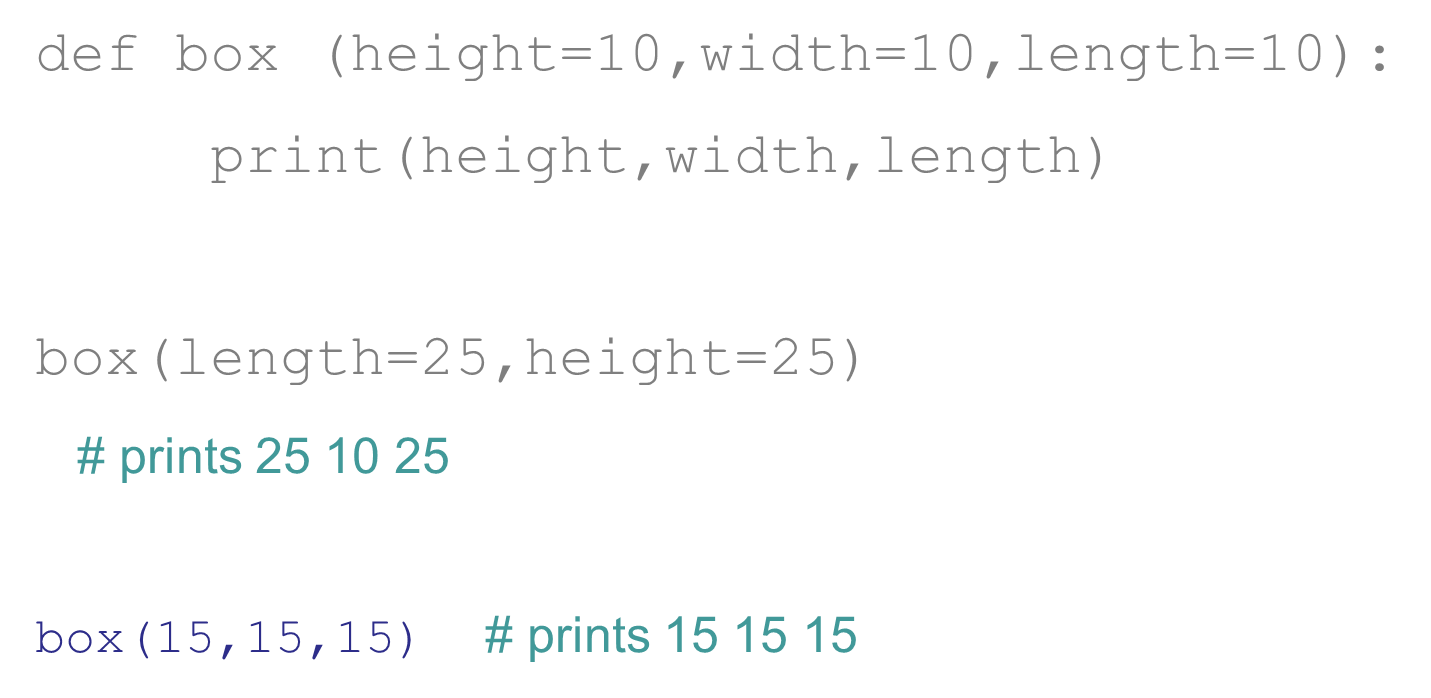 def box (height=10,width=10,length=10):
print(height,width,length)
box(length=25,height=25)
# prints 25 10 25
box(15,15,15) # prints 15 15 15